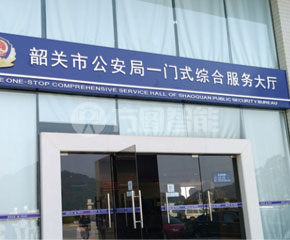 韶关市公安局一门式综合服务大厅
E ONE-STOP COMPREHENSIVE SERVICE HALL OF SHAOGUAN PUBLIC SECURITY BUREAU